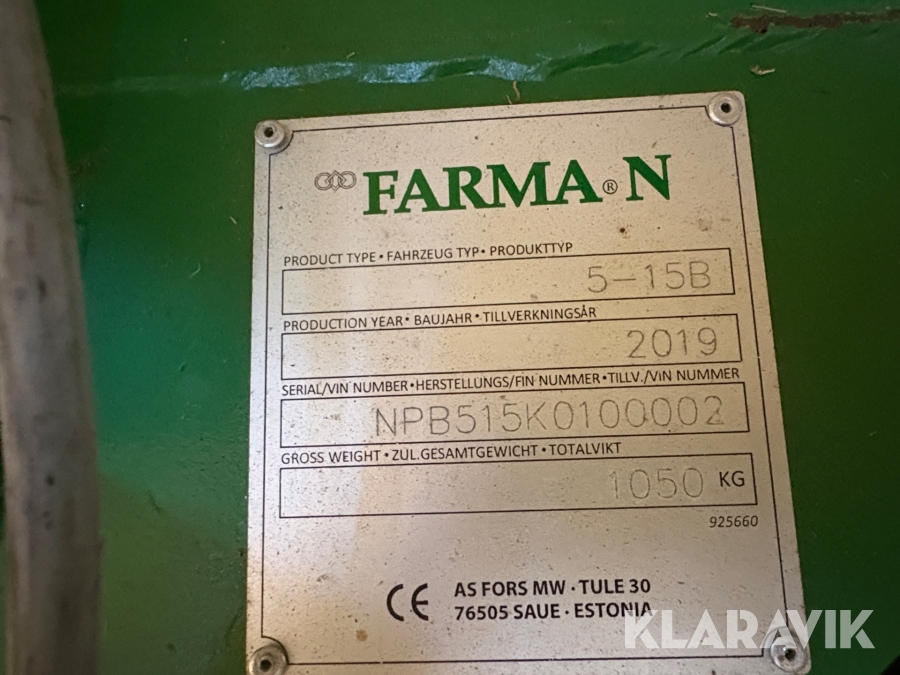 FARMA® N
PRODUCT TYPE • FAHRZEUG TYP • PRODUKTTYP
5-15B
PRODUCTION YEAR • BAUJAHR • TILLVERKNINGSÅR
2019
SERIAL/VIN NUMBER • HERSTELLUNGS/FIN NUMMER • TILLV./VIN NUMMER
NPB515K0100002
GROSS WEIGHT • ZUL.GESAMTGEWICHT • TOTALVIKT
1050 KG
925660
CE AS FORS MW · TULE 30
76505 SAUE · ESTONIA
KLARAVIK